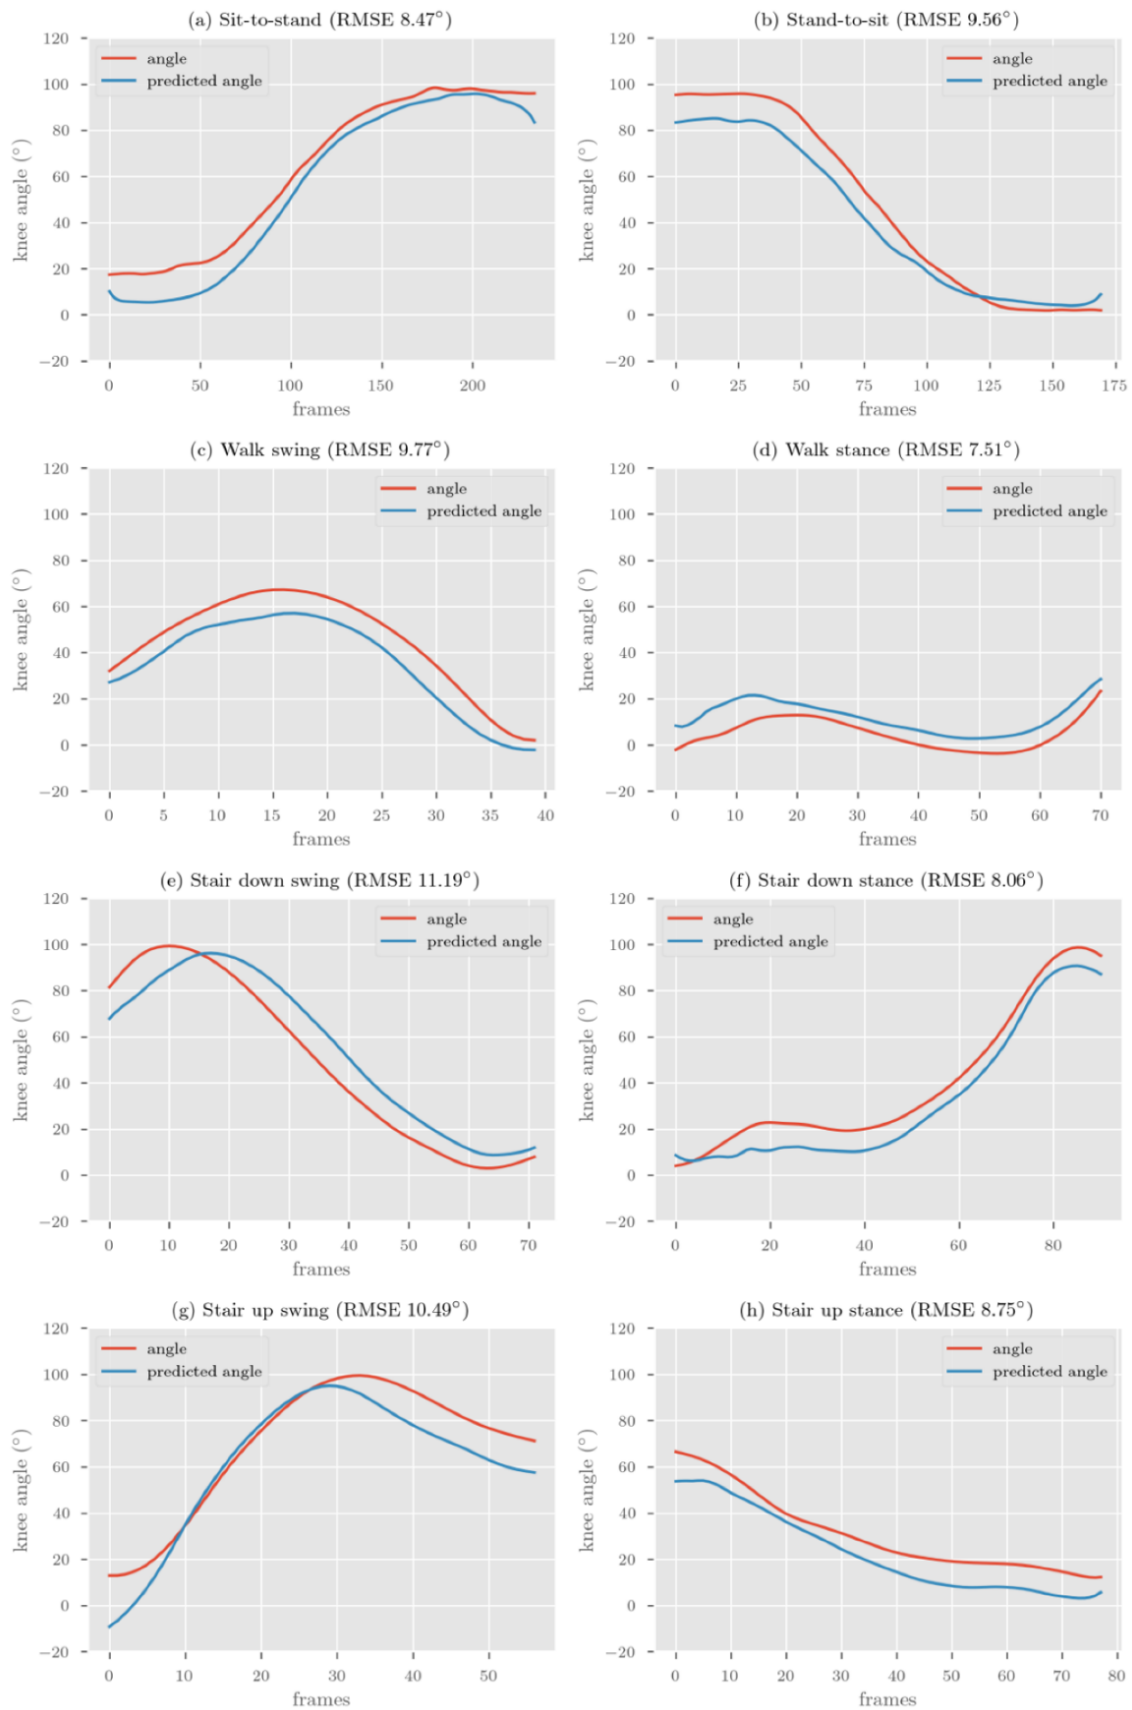 (a) Sit-to-stand (RMSE 8.47°)
120
100
80
60
40
20
0
−20
knee angle (°)
angle
predicted angle
0 50 100 150 200
frames
(b) Stand-to-sit (RMSE 9.56°)
120
100
80
60
40
20
0
−20
knee angle (°)
angle
predicted angle
0 25 50 75 100 125 150 175
frames
(c) Walk swing (RMSE 9.77°)
120
100
80
60
40
20
0
−20
knee angle (°)
angle
predicted angle
0 5 10 15 20 25 30 35 40
frames
(d) Walk stance (RMSE 7.51°)
120
100
80
60
40
20
0
−20
knee angle (°)
angle
predicted angle
0 10 20 30 40 50 60 70
frames
(e) Stair down swing (RMSE 11.19°)
120
100
80
60
40
20
0
−20
knee angle (°)
angle
predicted angle
0 10 20 30 40 50 60 70
frames
(f) Stair down stance (RMSE 8.06°)
120
100
80
60
40
20
0
−20
knee angle (°)
angle
predicted angle
0 20 40 60 80
frames
(g) Stair up swing (RMSE 10.49°)
120
100
80
60
40
20
0
−20
knee angle (°)
angle
predicted angle
0 10 20 30 40 50
frames
(h) Stair up stance (RMSE 8.75°)
120
100
80
60
40
20
0
−20
knee angle (°)
angle
predicted angle
0 10 20 30 40 50 60 70 80
frames